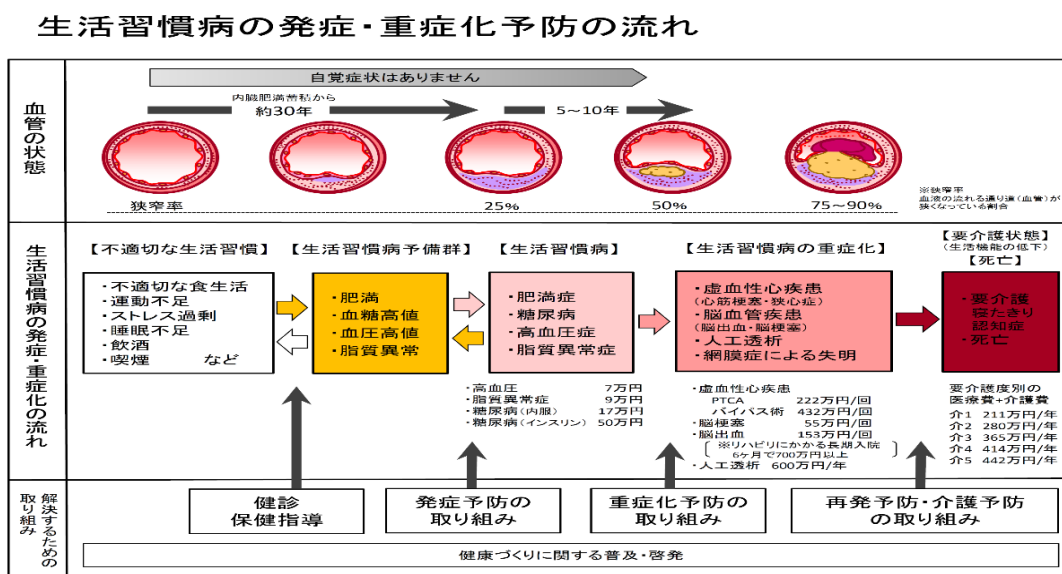 生活習慣病の発症・重症化予防の流れ
血管の状態
自覚症状はありません
内臓肥満蓄積から
約30年
5～10年
狭窄率
25%
50%
75～90%
※狭窄率
血液の流れる通り道(血管)が
狭くなっている割合
生活習慣病の発症・重症化の流れ
【不適切な生活習慣】
・不適切な食生活
・運動不足
・ストレス過剰
・睡眠不足
・飲酒
・喫煙 など
【生活習慣病予備群】
・肥満
・血糖高値
・血圧高値
・脂質異常
【生活習慣病】
・肥満症
・糖尿病
・高血圧症
・脂質異常症
・高血圧 7万円
・脂質異常症 9万円
・糖尿病(内服) 17万円
・糖尿病(インスリン) 50万円
【生活習慣病の重症化】
・虚血性心疾患
(心筋梗塞・狭心症)
・脳血管疾患
(脳出血・脳梗塞)
・人工透析
・網膜症による失明
・虚血性心疾患
PTCA 222万円/回
バイパス術 432万円/回
・脳梗塞 55万円/回
・脳出血 153万円/回
※リハビリにかかる長期入院
6ヶ月で700万円以上
・人工透析 600万円/年
【要介護状態】
(生活機能の低下)
【死亡】
・要介護
寝たきり
認知症
・死亡
要介護度別の
医療費+介護費
介1 211万円/年
介2 280万円/年
介3 365万円/年
介4 414万円/年
介5 442万円/年
解決するための
取り組み
健診
保健指導
発症予防の
取り組み
重症化予防の
取り組み
再発予防・介護予防
の取り組み
健康づくりに関する普及・啓発